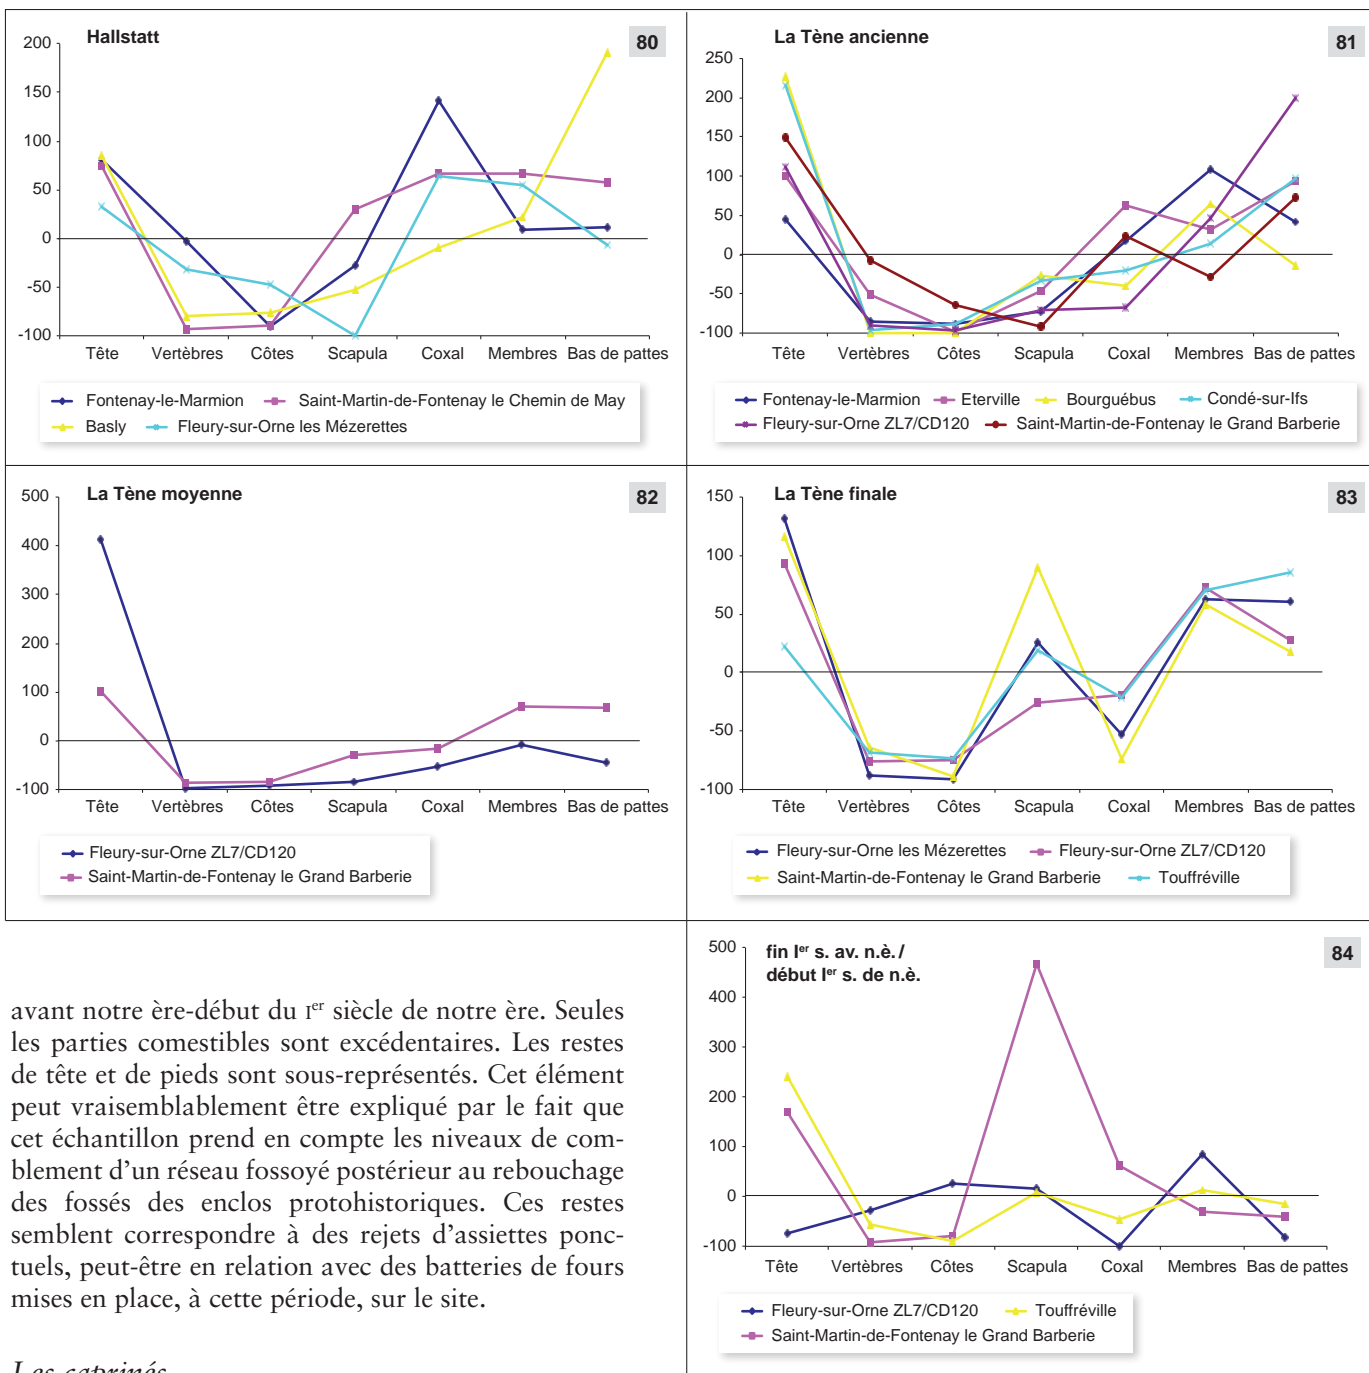 Hallstatt
80
200
150
100
50
0
-50
-100
Tête Vertèbres Côtes Scapula Coxal Membres Bas de pattes
Fontenay-le-Marmion Saint-Martin-de-Fontenay le Chemin de May
Basly Fleury-sur-Orne les Mézerettes
La Tène ancienne
81
250
200
150
100
50
0
-50
-100
Tête Vertèbres Côtes Scapula Coxal Membres Bas de pattes
Fontenay-le-Marmion Eterville Bourguébus Condé-sur-Ifs
Fleury-sur-Orne ZL7/CD120 Saint-Martin-de-Fontenay le Grand Barberie
La Tène moyenne
82
500
400
300
200
100
0
-100
Tête Vertèbres Côtes Scapula Coxal Membres Bas de pattes
Fleury-sur-Orne ZL7/CD120
Saint-Martin-de-Fontenay le Grand Barberie
La Tène finale
83
150
100
50
0
-50
-100
Tête Vertèbres Côtes Scapula Coxal Membres Bas de pattes
Fleury-sur-Orne les Mézerettes Fleury-sur-Orne ZL7/CD120
Saint-Martin-de-Fontenay le Grand Barberie Touffréville
fin Ier s. av. n.è. /
début Ier s. de n.è.
84
500
400
300
200
100
0
-100
Tête Vertèbres Côtes Scapula Coxal Membres Bas de pattes
Fleury-sur-Orne ZL7/CD120 Touffréville
Saint-Martin-de-Fontenay le Grand Barberie
avant notre ère-début du Ier siècle de notre ère. Seules
les parties comestibles sont excédentaires. Les restes
de tête et de pieds sont sous-représentés. Cet élément
peut vraisemblablement être expliqué par le fait que
cet échantillon prend en compte les niveaux de com-
blement d'un réseau fossoyé postérieur au rebouchage
des fossés des enclos protohistoriques. Ces restes
semblent correspondre à des rejets d'assiettes ponc-
tuels, peut-être en relation avec des batteries de fours
mises en place, à cette période, sur le site.
Les caprinés